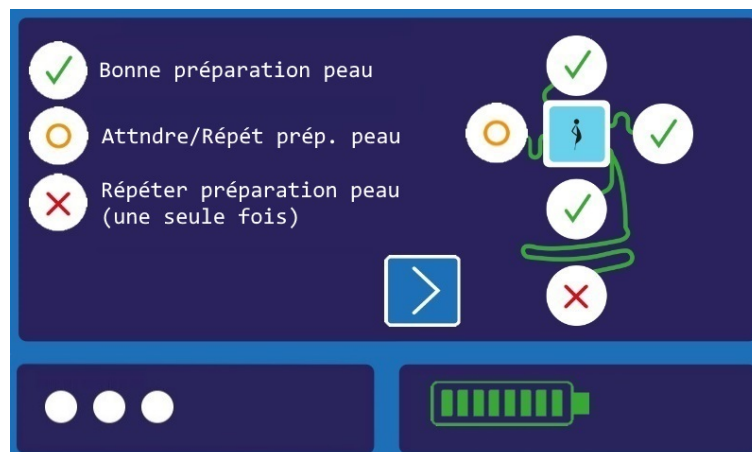 Bonne préparation peau
Attndre/Répét prép. peau
Répéter préparation peau
(une seule fois)